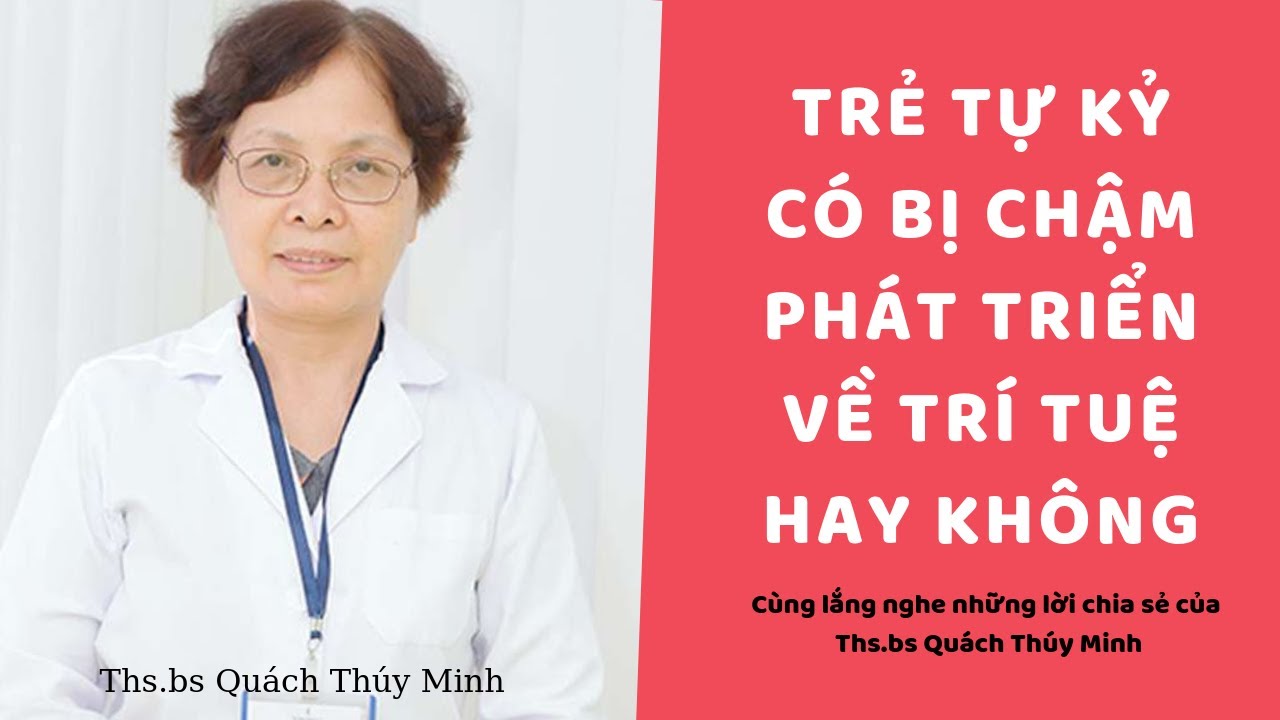 TRẺ TỰ KỶ
CÓ BỊ CHẬM
PHÁT TRIỂN
VỀ TRÍ TUỆ
HAY KHÔNG
Cùng lắng nghe những lời chia sẻ của
Ths.bs Quách Thúy Minh
Ths.bs Quách Thúy Minh